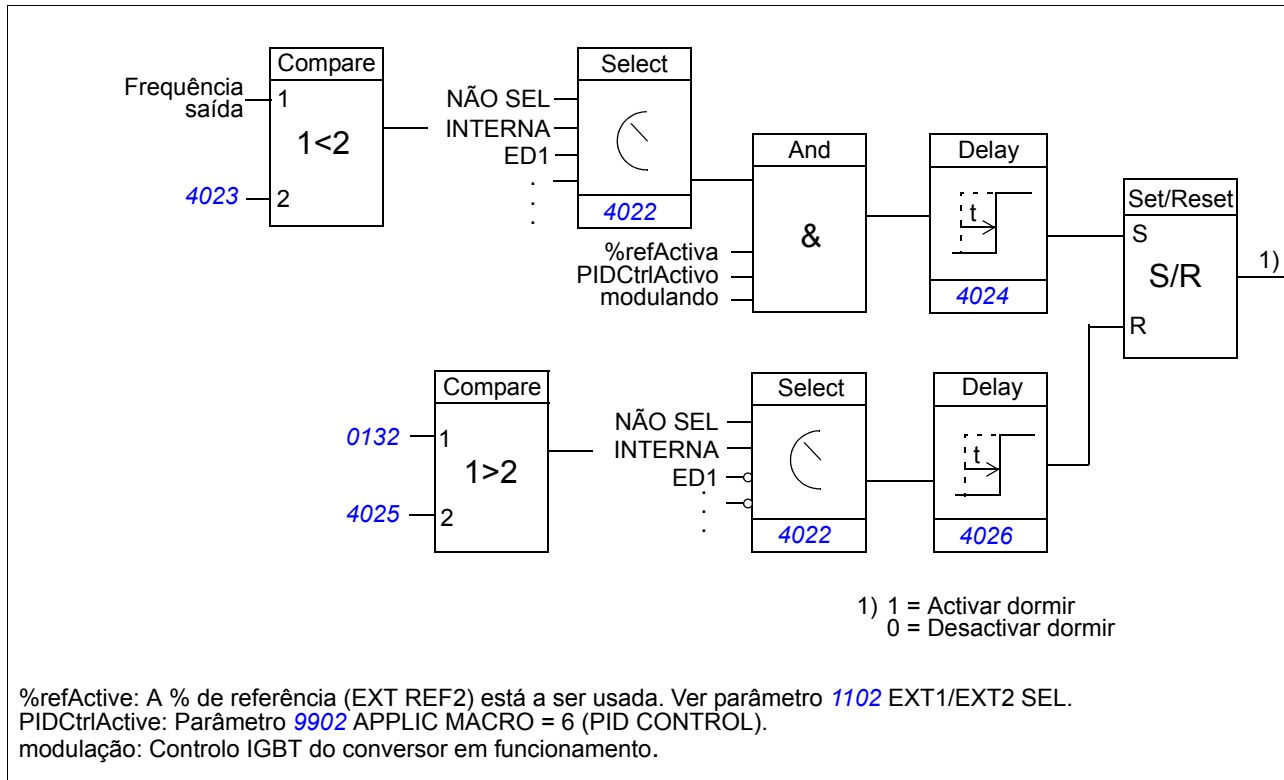 Compare
Frequência
saída
1
1<2
4023
2
NÃO SEL
INTERNA
ED1
.
.
.
Select
4022
And
%refActiva
PIDCtrlActivo
modulando
&
Delay
t
4024
Set/Reset
S
S/R
R
1)
Compare
0132
1
1>2
4025
2
NÃO SEL
INTERNA
ED1
.
.
.
Select
4022
Delay
t
4026
1) 1 = Activar dormir
0 = Desactivar dormir
%refActive: A % de referência (EXT REF2) está a ser usada. Ver parâmetro 1102 EXT1/EXT2 SEL.
PIDCtrlActive: Parâmetro 9902 APPLIC MACRO = 6 (PID CONTROL).
modulação: Controlo IGBT do conversor em funcionamento.